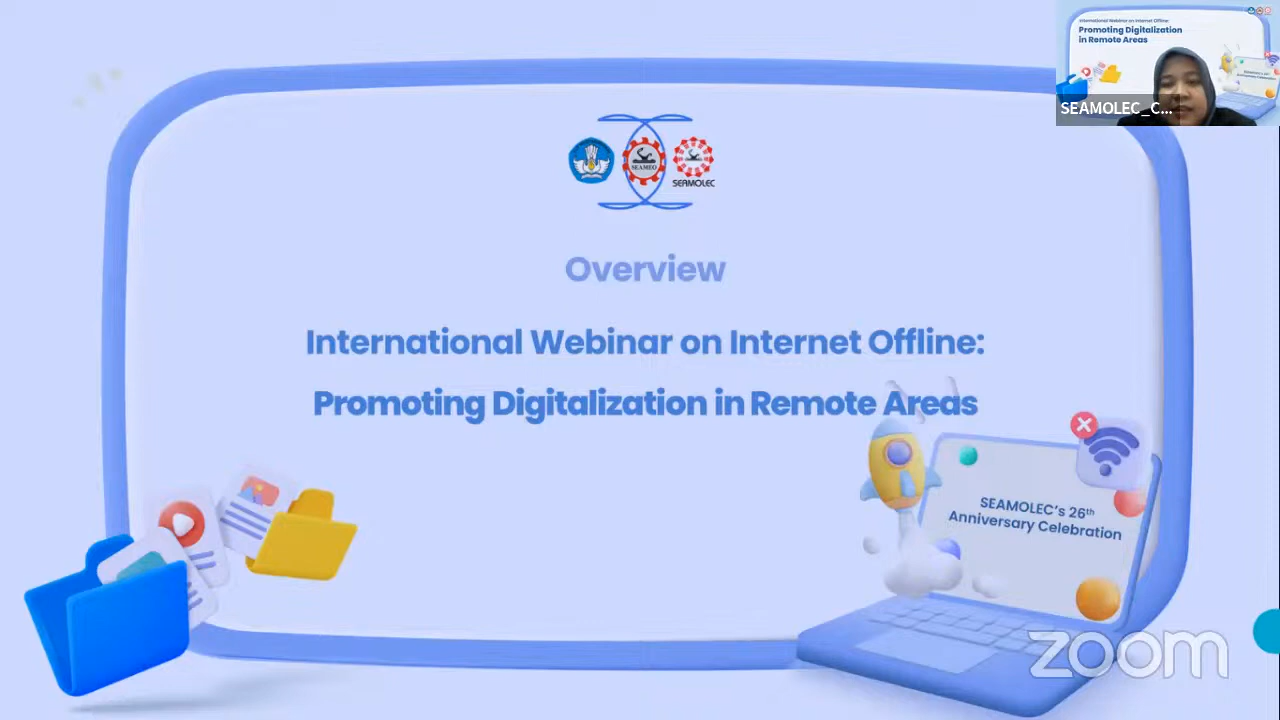 International Webinar on Internet Offline:
Promoting Digitalization
in Remote Areas
SEAMOLEC_C...
SEAMEO
SEAMOLEC
Overview
International Webinar on Internet Offline:
Promoting Digitalization in Remote Areas
SEAMOLEC's 26th
Anniversary Celebration
zoom